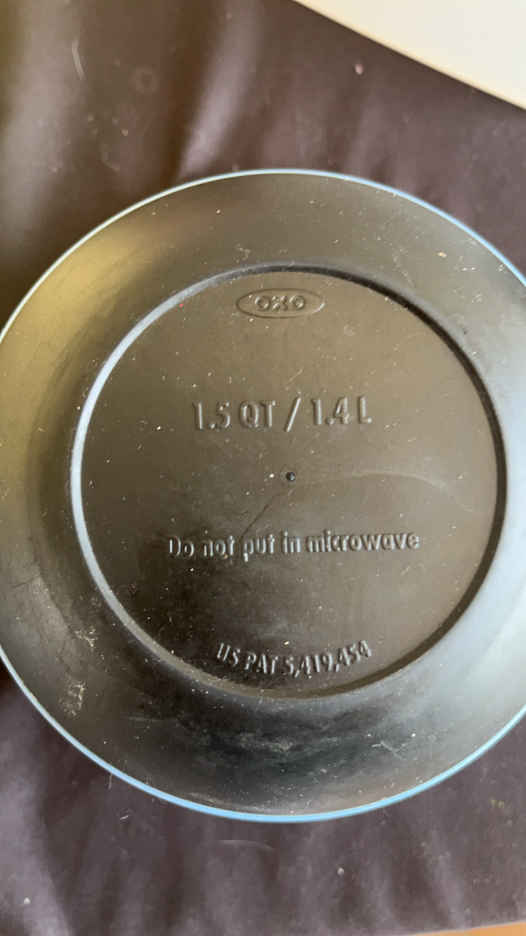 OXO
1.5 QT / 1.4 L
Do not put in microwave
US PAT 5,419,454